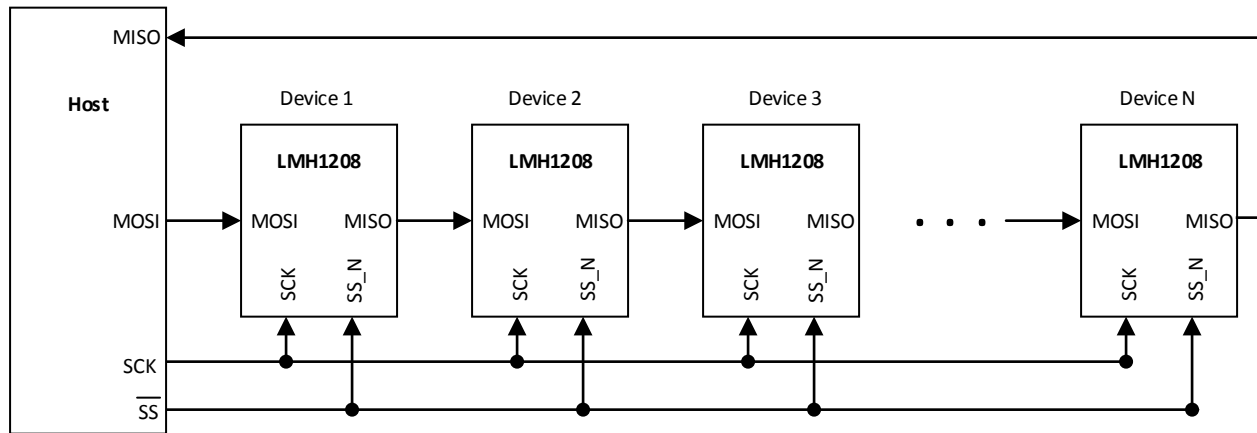 MISO
Host
Device 1
Device 2
Device 3
Device N
LMH1208
LMH1208
LMH1208
LMH1208
MOSI
MOSI MISO
MOSI MISO
MOSI MISO
. . .
MOSI MISO
SCK
SS_N
SCK
SS_N
SCK
SS_N
SCK
SS_N
SCK
S̅S̅